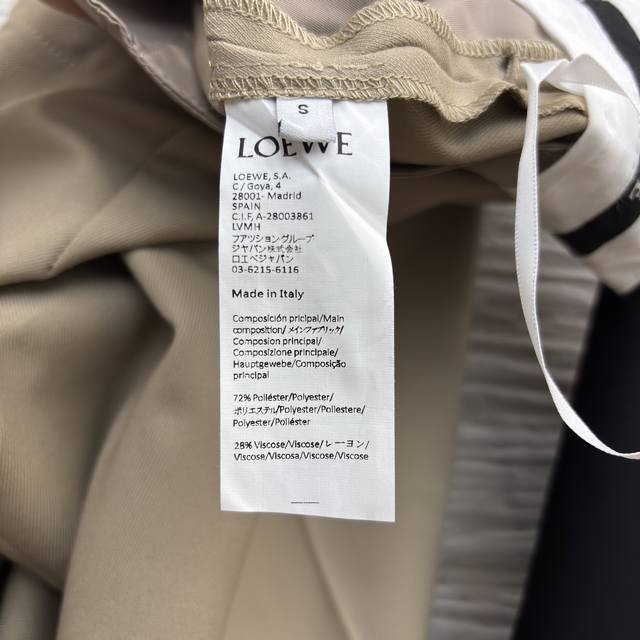 S
LOEWE
LOEWE, S.A.
C / Goya, 4
28001- Madrid
SPAIN
C.I.F, A-28003861
LVMH
フアツショングループ
ジャパン株式会社
ロエベジャパン
03-6215-6116
Made in Italy
Composición pricipal/Main
composition/メインファブリック/
Composion principal/
Composizione principale/
Hauptgewebe/Composição
principal
72% Poliéster/Polyester/
ポリエステル/Polyester/Poliestere/
Polyester/Poliéster
28% Viscose/Viscose/レーヨン/
Viscose/Viscosa/Viscose/Viscose